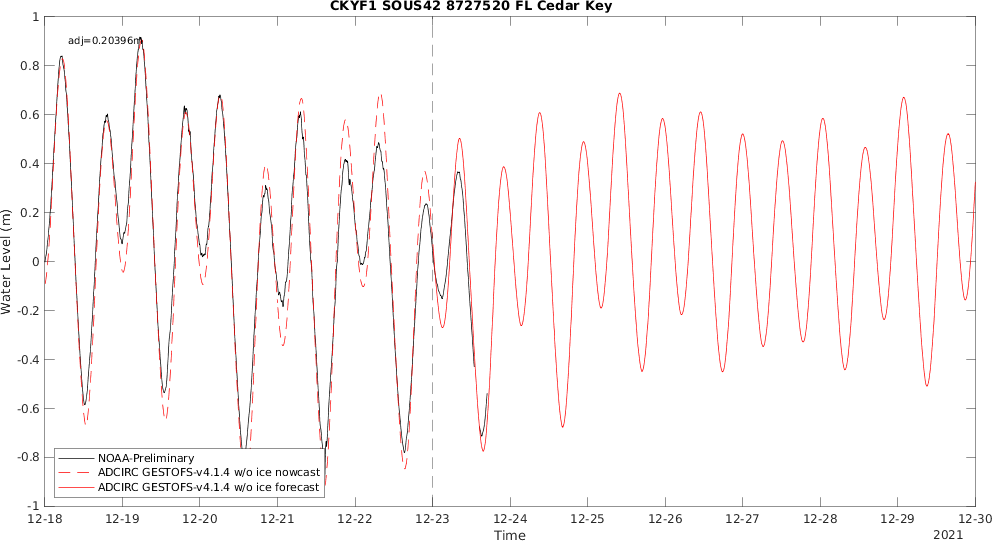 CKYF1 SOUS42 8727520 FL Cedar Key
adj=0.20396m
1
0.8
0.6
0.4
0.2
0
-0.2
-0.4
-0.6
-0.8
-1
Water Level (m)
NOAA-Preliminary
ADCIRC GESTOFS-v4.1.4 w/o ice nowcast
ADCIRC GESTOFS-v4.1.4 w/o ice forecast
12-18 12-19 12-20 12-21 12-22 12-23 12-24 12-25 12-26 12-27 12-28 12-29 12-30
Time
2021